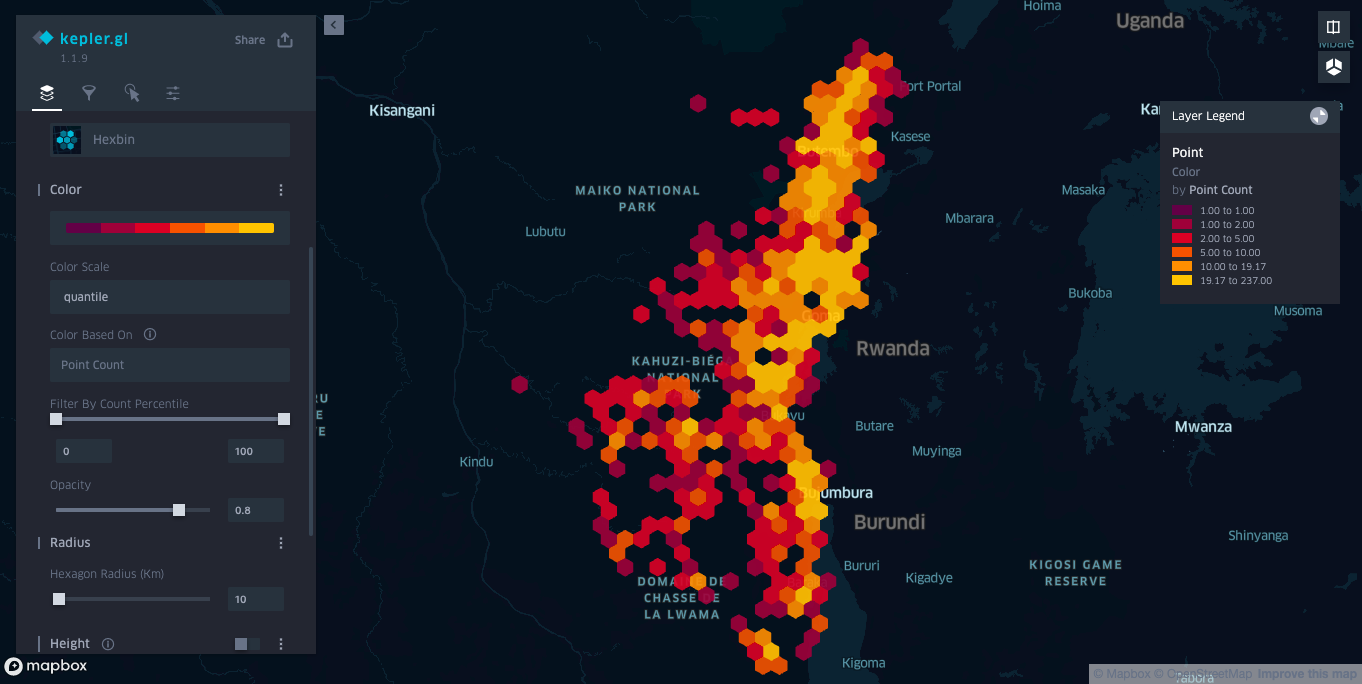 kepler.gl
1.1.9
Share
Hexbin
Color
Color Scale
quantile
Color Based On
Point Count
Filter By Count Percentile
0
100
Opacity
0.8
Radius
Hexagon Radius (Km)
10
Height
mapbox
Hoima
Uganda
Mbale
Fort Portal
Kisangani
Kasese
Butembo
MAIKO NATIONAL
PARK
Masaka
Mbarara
Lubutu
Bukoba
Musoma
Goma
Rwanda
KAHUZI-BIÉG
NATIONAL
PARK
Bukavu
Butare
Mwanza
Muyinga
Kindu
Bujumbura
Burundi
Shinyanga
Bururi
Kigadye
KIGOSI GAME
RESERVE
DOMAINE DE
CHASSE DE
LA LWAMA
Kigoma
Tabora
RU
E
VE
Ka
Layer Legend
Point
Color
by Point Count
1.00 to 1.00
1.00 to 2.00
2.00 to 5.00
5.00 to 10.00
10.00 to 19.17
19.17 to 237.00
© Mapbox © OpenStreetMap Improve this map